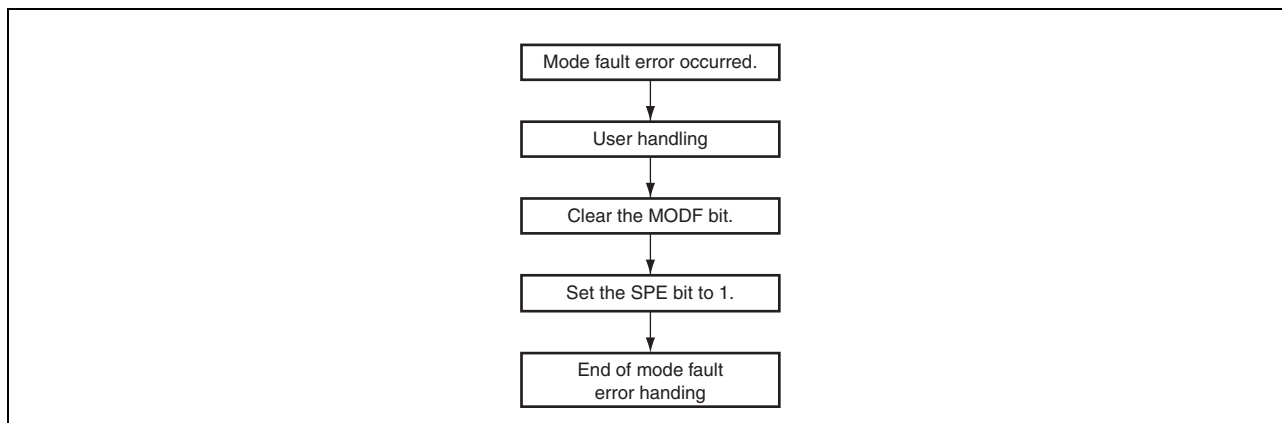 Mode fault error occurred.
User handling
Clear the MODF bit.
Set the SPE bit to 1.
End of mode fault
error handing